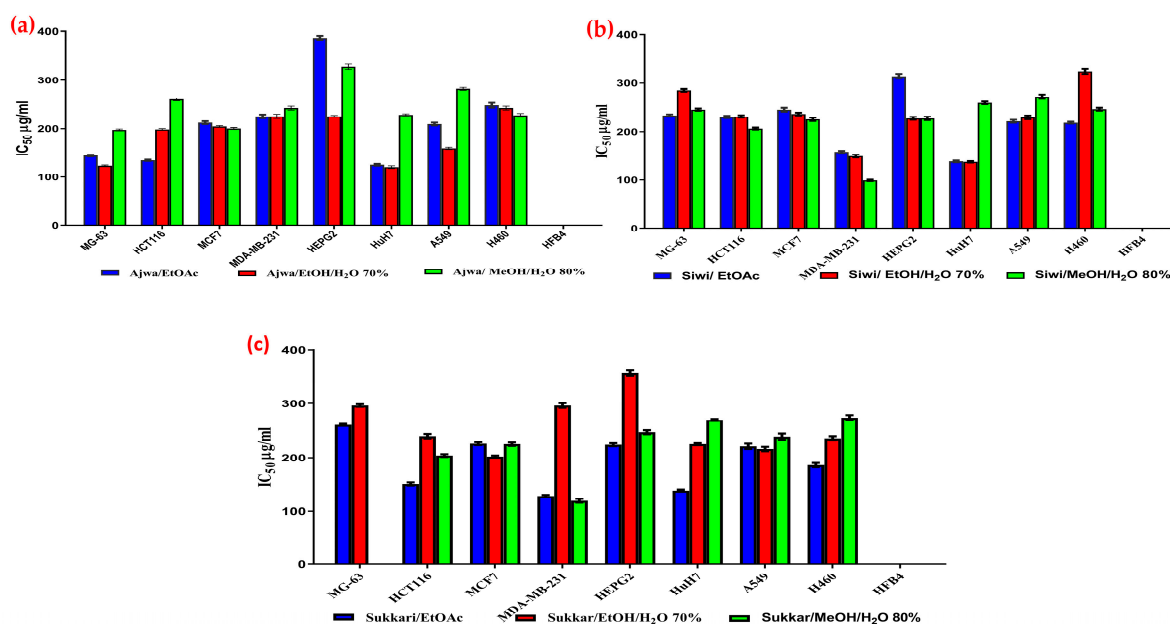 (a)
IC50 µg/ml
400
300
200
100
0
MG-63 HCT116 MCF7 MDA-MB-231 HEPG2 HuH7 A549 H460 HFB4
Ajwa/EtOAc Ajwa/EtOH/H2O 70% Ajwa/ MeOH/H2O 80%
(b)
IC50 µg/ml
400
300
200
100
0
MG-63 HCT116 MCF7 MDA-MB-231 HEPG2 HuH7 A549 H460 HFB4
Siwi/ EtOAc Siwi/ EtOH/H2O 70% Siwi/MeOH/H2O 80%
(c)
IC50 µg/ml
400
300
200
100
0
MG-63 HCT116 MCF7 MDA-MB-231 HEPG2 HuH7 A549 H460 HFB4
Sukkari/EtOAc Sukkar/EtOH/H2O 70% Sukkar/MeOH/H2O 80%